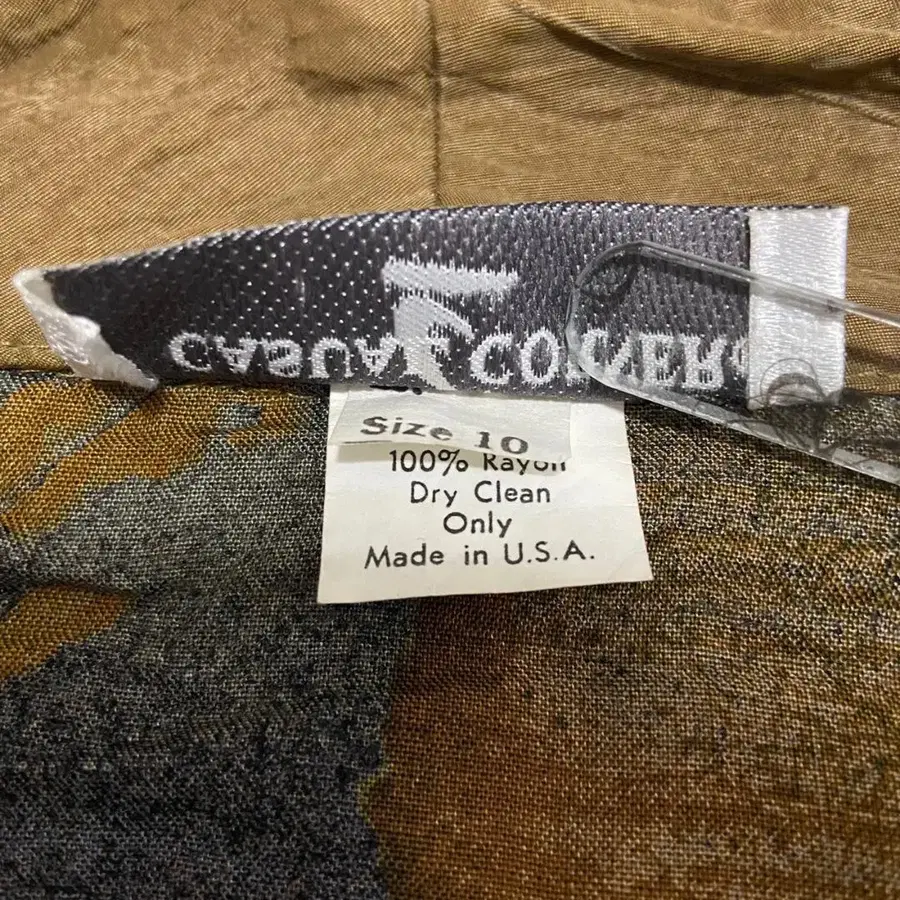 CASUAL CORNER®
Size 10
100% Rayon
Dry Clean
Only
Made in U.S.A.